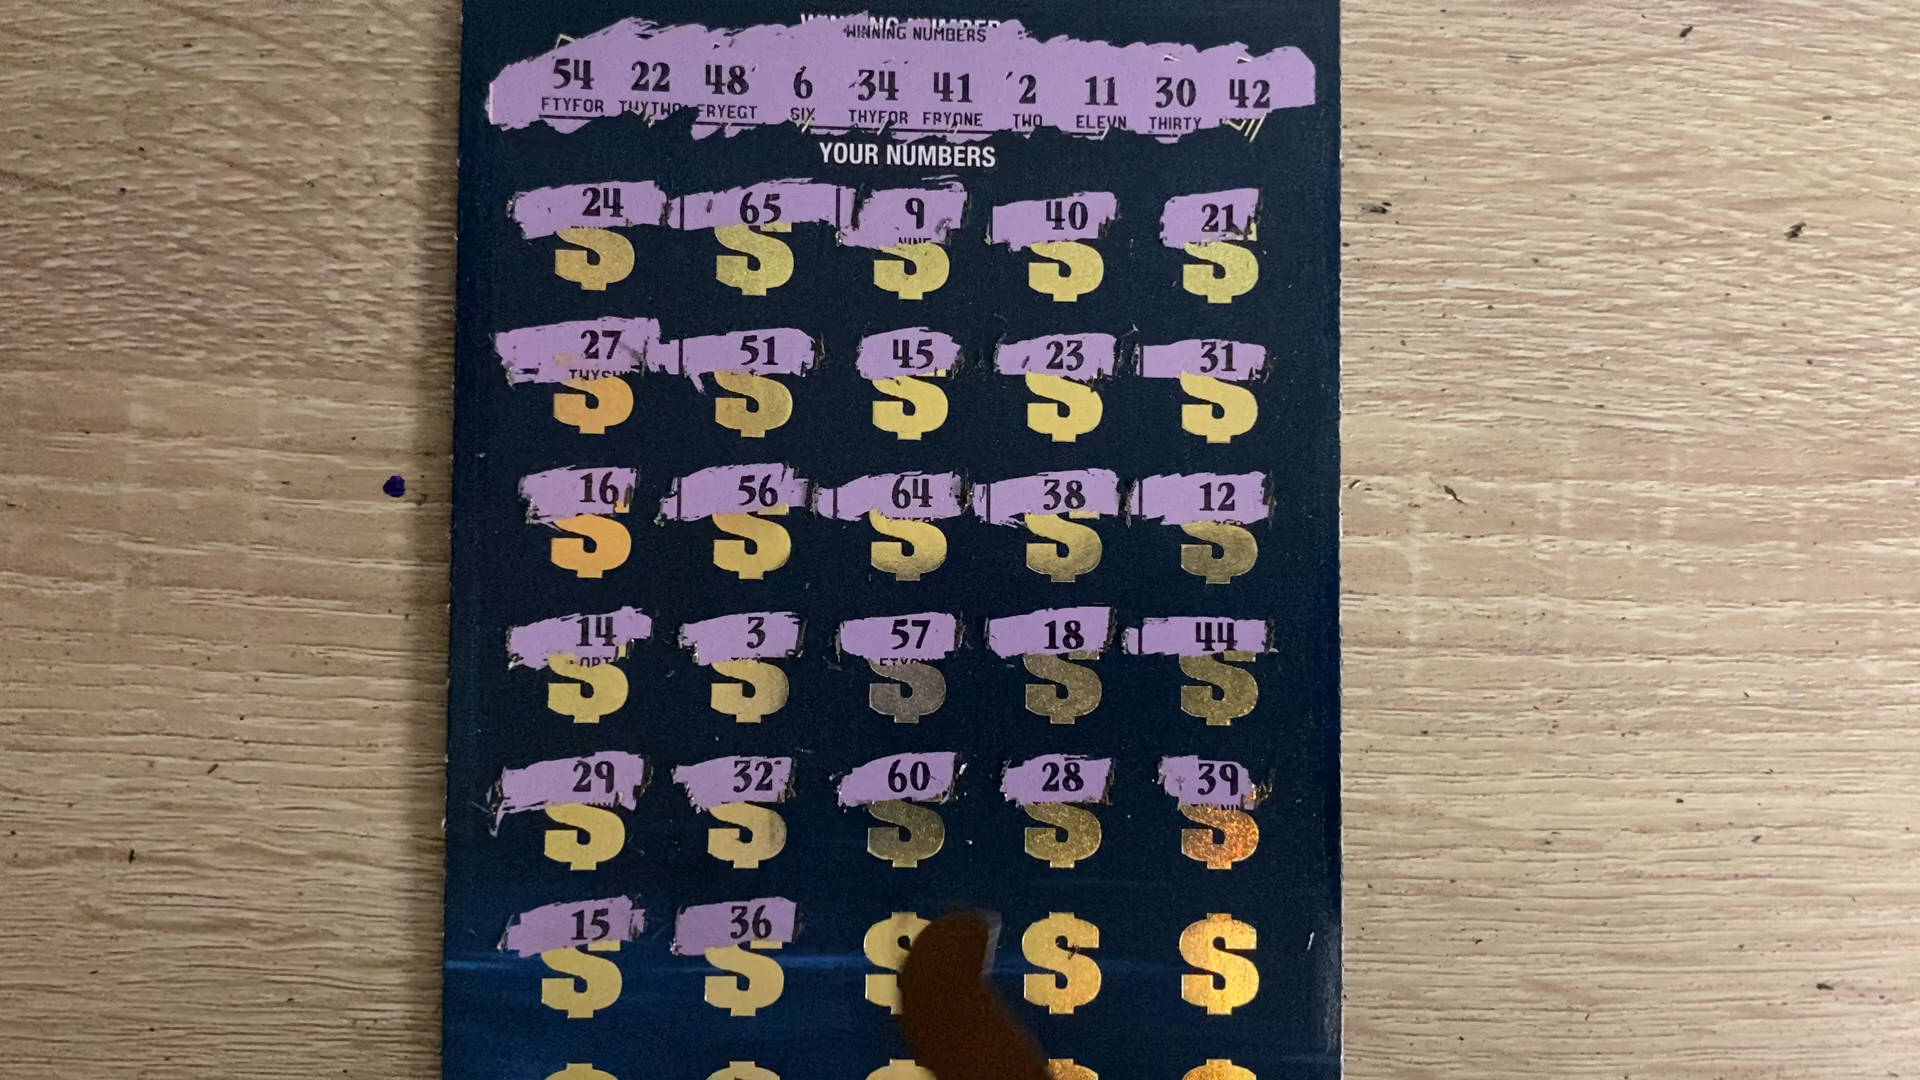 WINNING NUMBERS
54 22 48 6 34 41 2 11 30 42
FTYFOR TWYTWO FRYEGT SIX THYFOR FRYONE TWO ELEVN THIRTY
YOUR NUMBERS
24 65 9 40 21
27 51 45 23 31
16 56 64 38 12
14 3 57 18 44
29 32 60 28 39
15 36